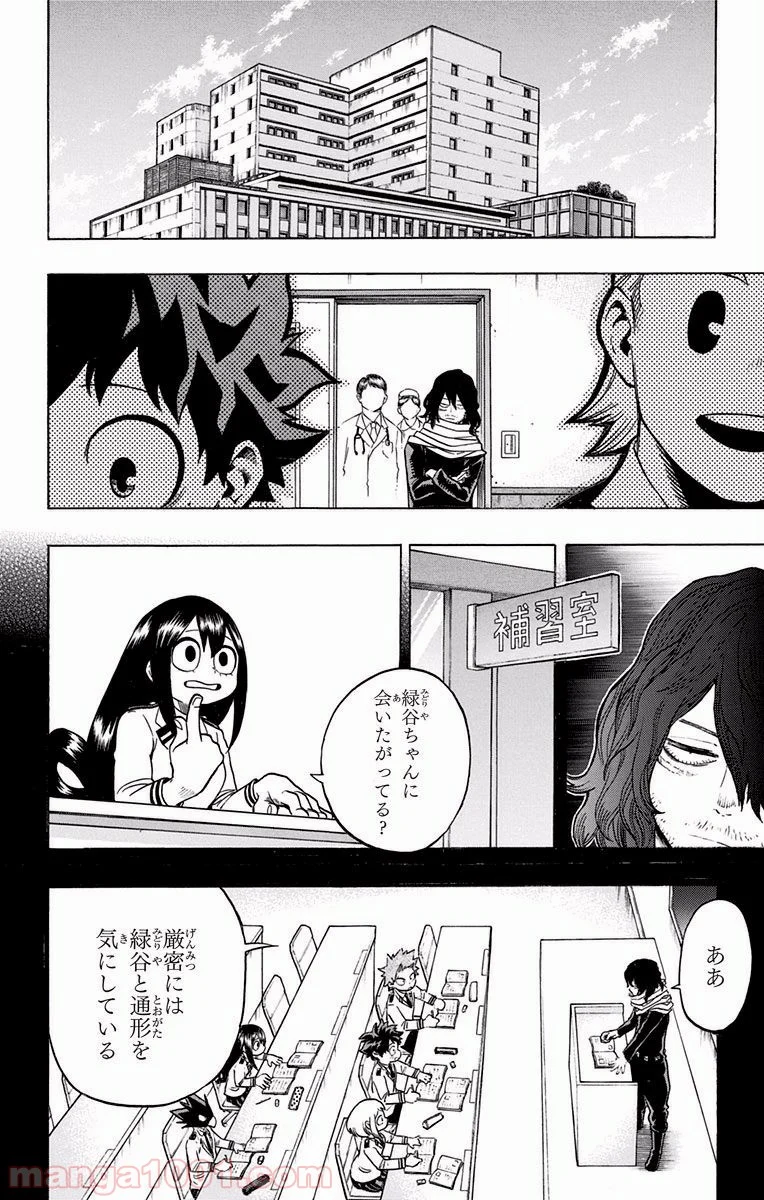 補習室
緑谷ちゃんに
会いたがってる?
ああ
厳密には
緑谷と通形を
気にしている
manga1001.com